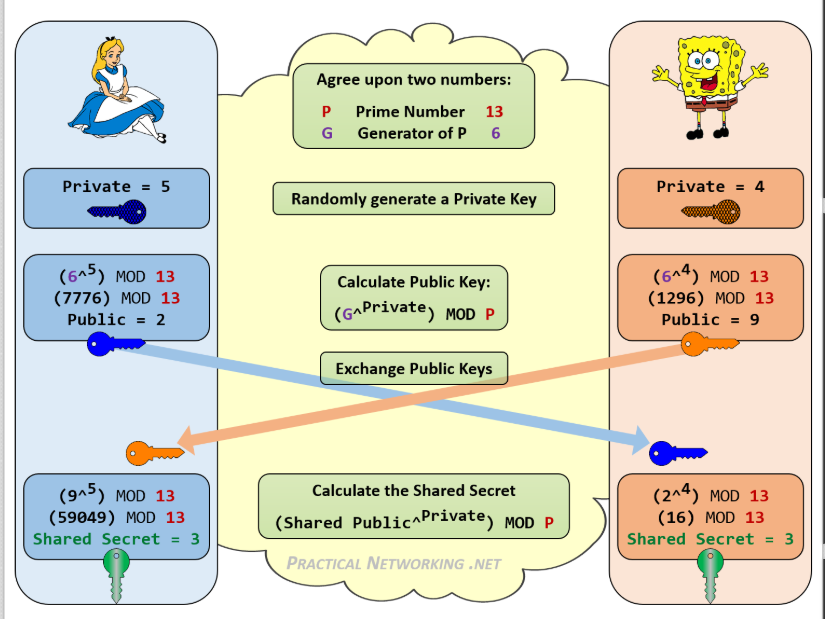 Agree upon two numbers:
P Prime Number 13
G Generator of P 6
Private = 5
Randomly generate a Private Key
Private = 4
(6^5) MOD 13
(7776) MOD 13
Public = 2
Calculate Public Key:
(G^Private) MOD P
(6^4) MOD 13
(1296) MOD 13
Public = 9
Exchange Public Keys
(9^5) MOD 13
(59049) MOD 13
Shared Secret = 3
Calculate the Shared Secret
(Shared Public^Private) MOD P
(2^4) MOD 13
(16) MOD 13
Shared Secret = 3
PRACTICAL NETWORKING .NET